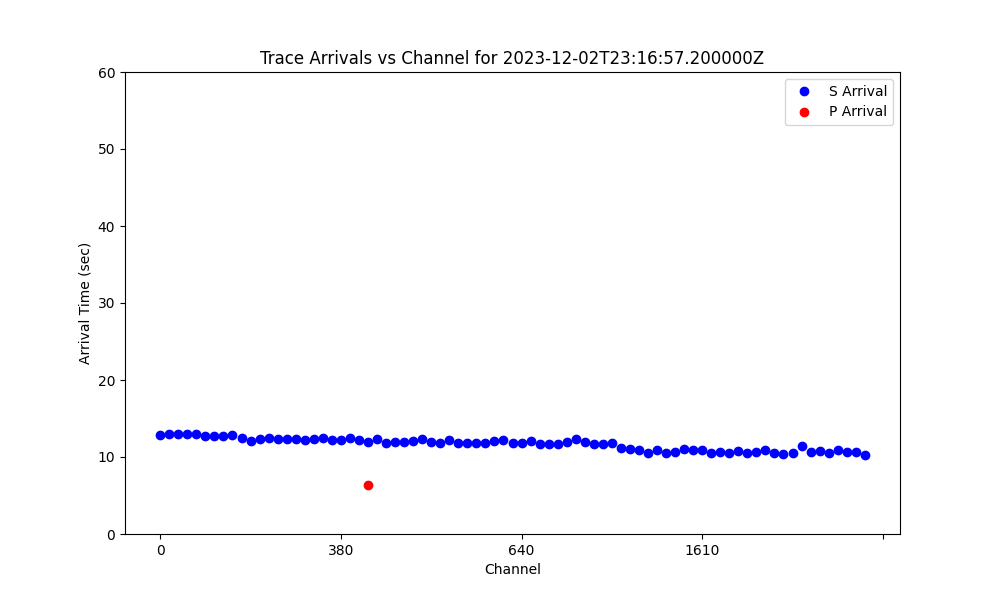 Trace Arrivals vs Channel for 2023-12-02T23:16:57.200000Z
S Arrival
P Arrival
60
50
40
30
20
10
0
Arrival Time (sec)
0 380 640 1610
Channel